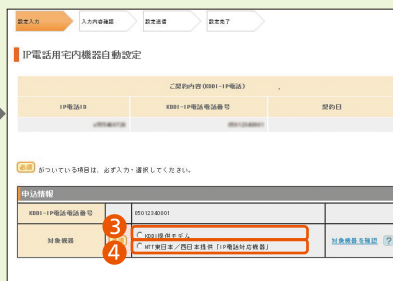 設定入力 入力内容確認 設定送信 設定完了
IP電話用宅内機器自動設定
ご契約内容(KDDI-IP電話)
IP電話ID KDDI-IP電話電話番号 契約日
必須 がついている項目は、必ず入力・選択してください。
申込情報
KDDI-IP電話電話番号 05012340001
対象機器
3 KDDI提供モデム
4 NTT東日本／西日本提供「IP電話対応機器」
対象機器を確認 ?